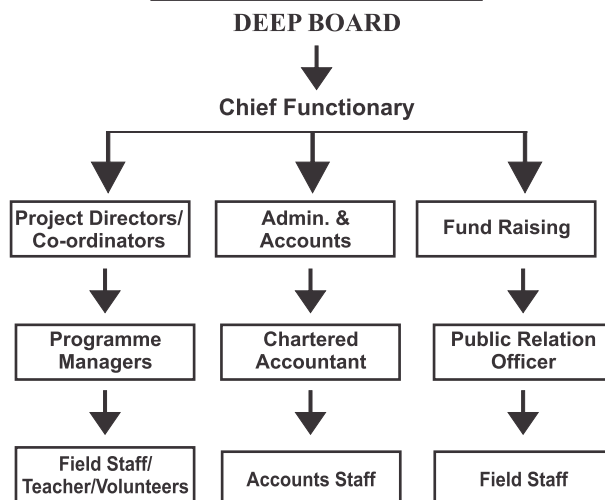 DEEP BOARD
Chief Functionary
Project Directors/
Co-ordinators
Admin. &
Accounts
Fund Raising
Programme
Managers
Chartered
Accountant
Public Relation
Officer
Field Staff/
Teacher/Volunteers
Accounts Staff
Field Staff